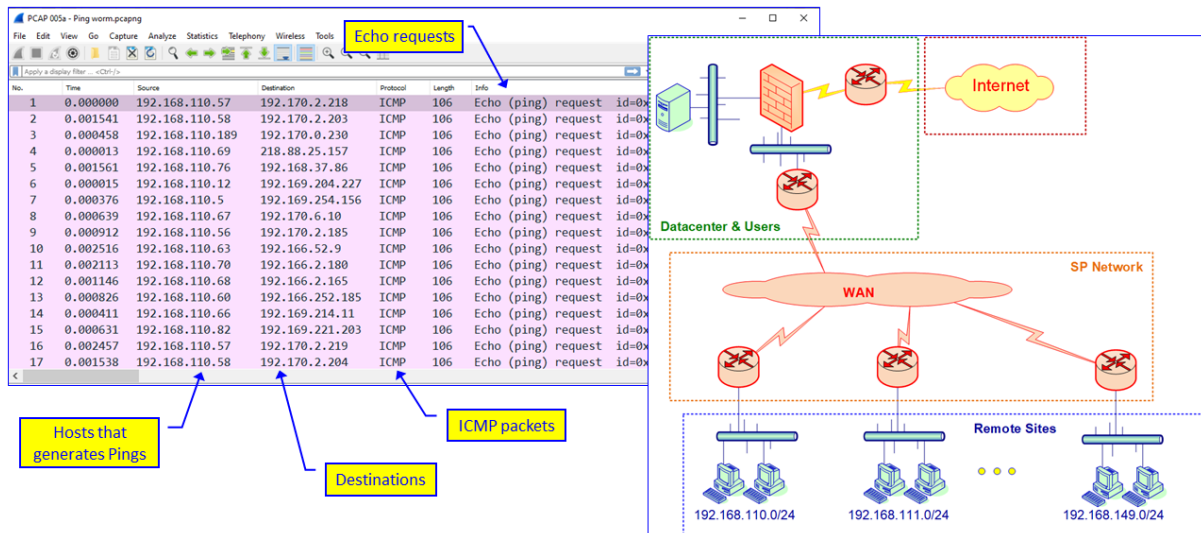 PCAP 005a - Ping worm.pcapng
File Edit View Go Capture Analyze Statistics Telephony Wireless Tools
Echo requests
Apply a display filter ... <Ctrl-/>
No. Time Source Destination Protocol Length Info
1 0.000000 192.168.110.57 192.170.2.218 ICMP 106 Echo (ping) request id=0x
2 0.001541 192.168.110.58 192.170.2.203 ICMP 106 Echo (ping) request id=0x
3 0.000458 192.168.110.189 192.170.0.230 ICMP 106 Echo (ping) request id=0x
4 0.000013 192.168.110.69 218.88.25.157 ICMP 106 Echo (ping) request id=0x
5 0.001561 192.168.110.76 192.168.37.86 ICMP 106 Echo (ping) request id=0x
6 0.000015 192.168.110.12 192.169.204.227 ICMP 106 Echo (ping) request id=0x
7 0.000376 192.168.110.5 192.169.254.156 ICMP 106 Echo (ping) request id=0x
8 0.000639 192.168.110.67 192.170.6.10 ICMP 106 Echo (ping) request id=0x
9 0.000912 192.168.110.56 192.170.2.185 ICMP 106 Echo (ping) request id=0x
10 0.002516 192.168.110.63 192.166.52.9 ICMP 106 Echo (ping) request id=0x
11 0.002113 192.168.110.70 192.166.2.180 ICMP 106 Echo (ping) request id=0x
12 0.001146 192.168.110.68 192.166.2.165 ICMP 106 Echo (ping) request id=0x
13 0.000826 192.168.110.60 192.166.252.185 ICMP 106 Echo (ping) request id=0x
14 0.000411 192.168.110.66 192.169.214.11 ICMP 106 Echo (ping) request id=0x
15 0.000631 192.168.110.82 192.169.221.203 ICMP 106 Echo (ping) request id=0x
16 0.002457 192.168.110.57 192.170.2.219 ICMP 106 Echo (ping) request id=0x
17 0.001538 192.168.110.58 192.170.2.204 ICMP 106 Echo (ping) request id=0x
Hosts that
generates Pings
Destinations
ICMP packets
Internet
Datacenter & Users
SP Network
WAN
Remote Sites
192.168.110.0/24 192.168.111.0/24 192.168.149.0/24